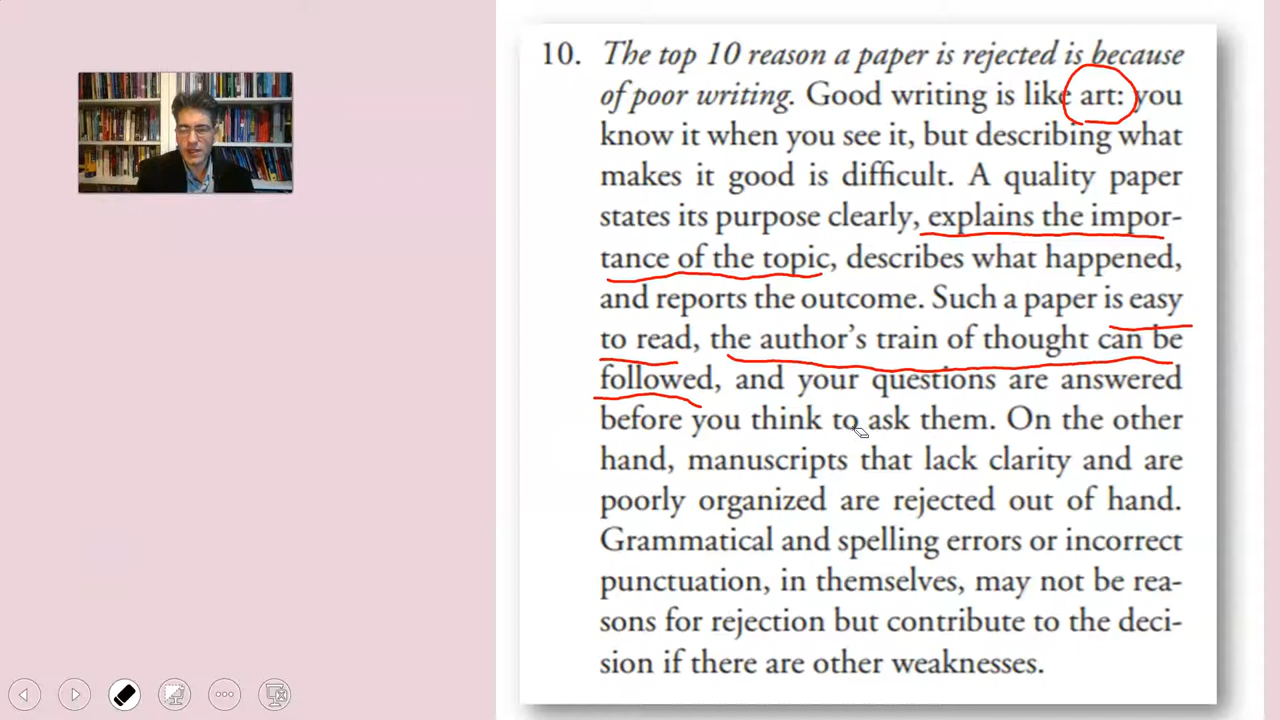 10. The top 10 reason a paper is rejected is because
of poor writing. Good writing is like art: you
know it when you see it, but describing what
makes it good is difficult. A quality paper
states its purpose clearly, explains the impor-
tance of the topic, describes what happened,
and reports the outcome. Such a paper is easy
to read, the author’s train of thought can be
followed, and your questions are answered
before you think to ask them. On the other
hand, manuscripts that lack clarity and are
poorly organized are rejected out of hand.
Grammatical and spelling errors or incorrect
punctuation, in themselves, may not be rea-
sons for rejection but contribute to the deci-
sion if there are other weaknesses.